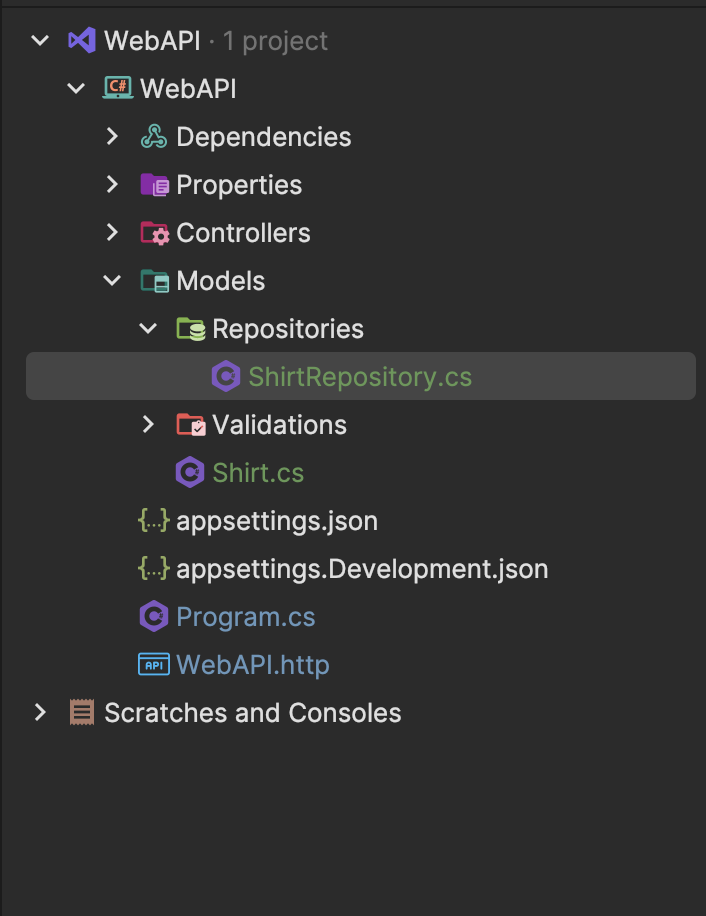 WebAPI · 1 project
C# WebAPI
Dependencies
Properties
Controllers
Models
Repositories
C# ShirtRepository.cs
Validations
C# Shirt.cs
{...} appsettings.json
{...} appsettings.Development.json
C# Program.cs
API WebAPI.http
Scratches and Consoles